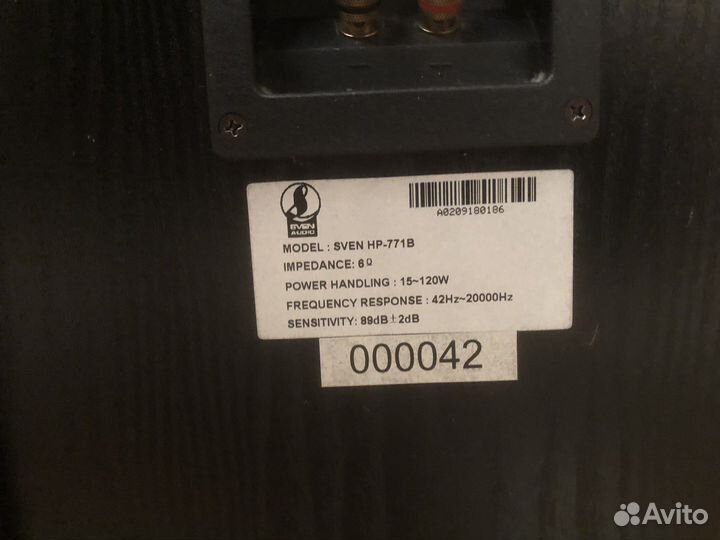 SVEN
AUDIO
A0209180186
MODEL : SVEN HP-771B
IMPEDANCE: 6Ω
POWER HANDLING : 15~120W
FREQUENCY RESPONSE : 42Hz~20000Hz
SENSITIVITY: 89dB±2dB
000042
Avito